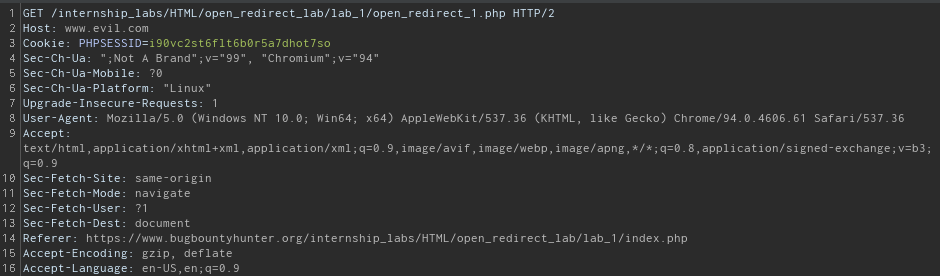 1 GET /internship_labs/HTML/open_redirect_lab/lab_1/open_redirect_1.php HTTP/2
2 Host: www.evil.com
3 Cookie: PHPSESSID=i90vc2st6f1t6b0r5a7dhot7so
4 Sec-Ch-Ua: ";Not A Brand";v="99", "Chromium";v="94"
5 Sec-Ch-Ua-Mobile: ?0
6 Sec-Ch-Ua-Platform: "Linux"
7 Upgrade-Insecure-Requests: 1
8 User-Agent: Mozilla/5.0 (Windows NT 10.0; Win64; x64) AppleWebKit/537.36 (KHTML, like Gecko) Chrome/94.0.4606.61 Safari/537.36
9 Accept:
text/html,application/xhtml+xml,application/xml;q=0.9,image/avif,image/webp,image/apng,*/*;q=0.8,application/signed-exchange;v=b3;
q=0.9
10 Sec-Fetch-Site: same-origin
11 Sec-Fetch-Mode: navigate
12 Sec-Fetch-User: ?1
13 Sec-Fetch-Dest: document
14 Referer: https://www.bugbountyhunter.org/internship_labs/HTML/open_redirect_lab/lab_1/index.php
15 Accept-Encoding: gzip, deflate
16 Accept-Language: en-US,en;q=0.9